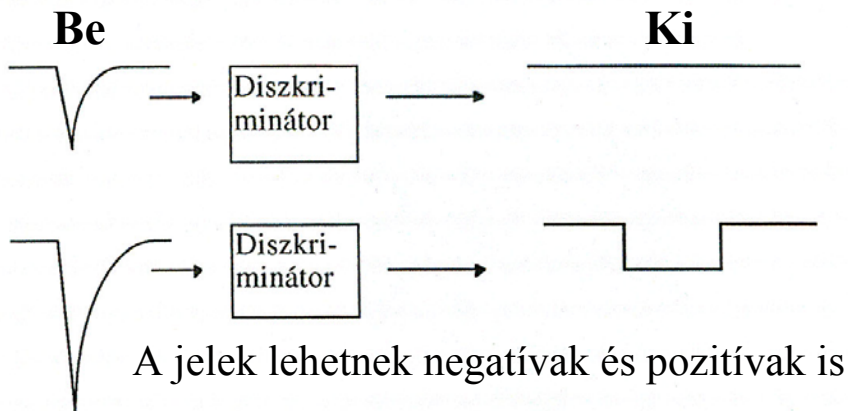 Be
Ki
Diszkri-
minátor
Diszkri-
minátor
A jelek lehetnek negatívak és pozitívak is